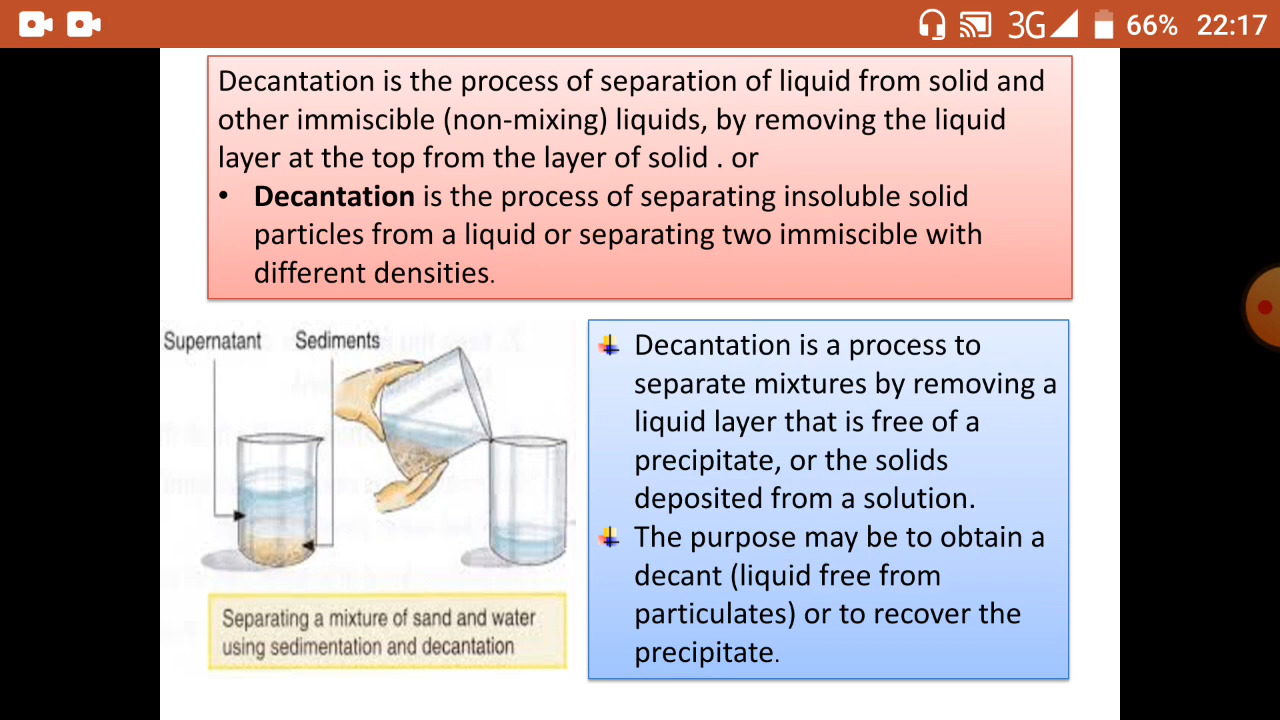 3G 66% 22:17
Decantation is the process of separation of liquid from solid and
other immiscible (non-mixing) liquids, by removing the liquid
layer at the top from the layer of solid . or
• Decantation is the process of separating insoluble solid
particles from a liquid or separating two immiscible with
different densities.
Supernatant Sediments
Separating a mixture of sand and water
using sedimentation and decantation
Decantation is a process to
separate mixtures by removing a
liquid layer that is free of a
precipitate, or the solids
deposited from a solution.
The purpose may be to obtain a
decant (liquid free from
particulates) or to recover the
precipitate.